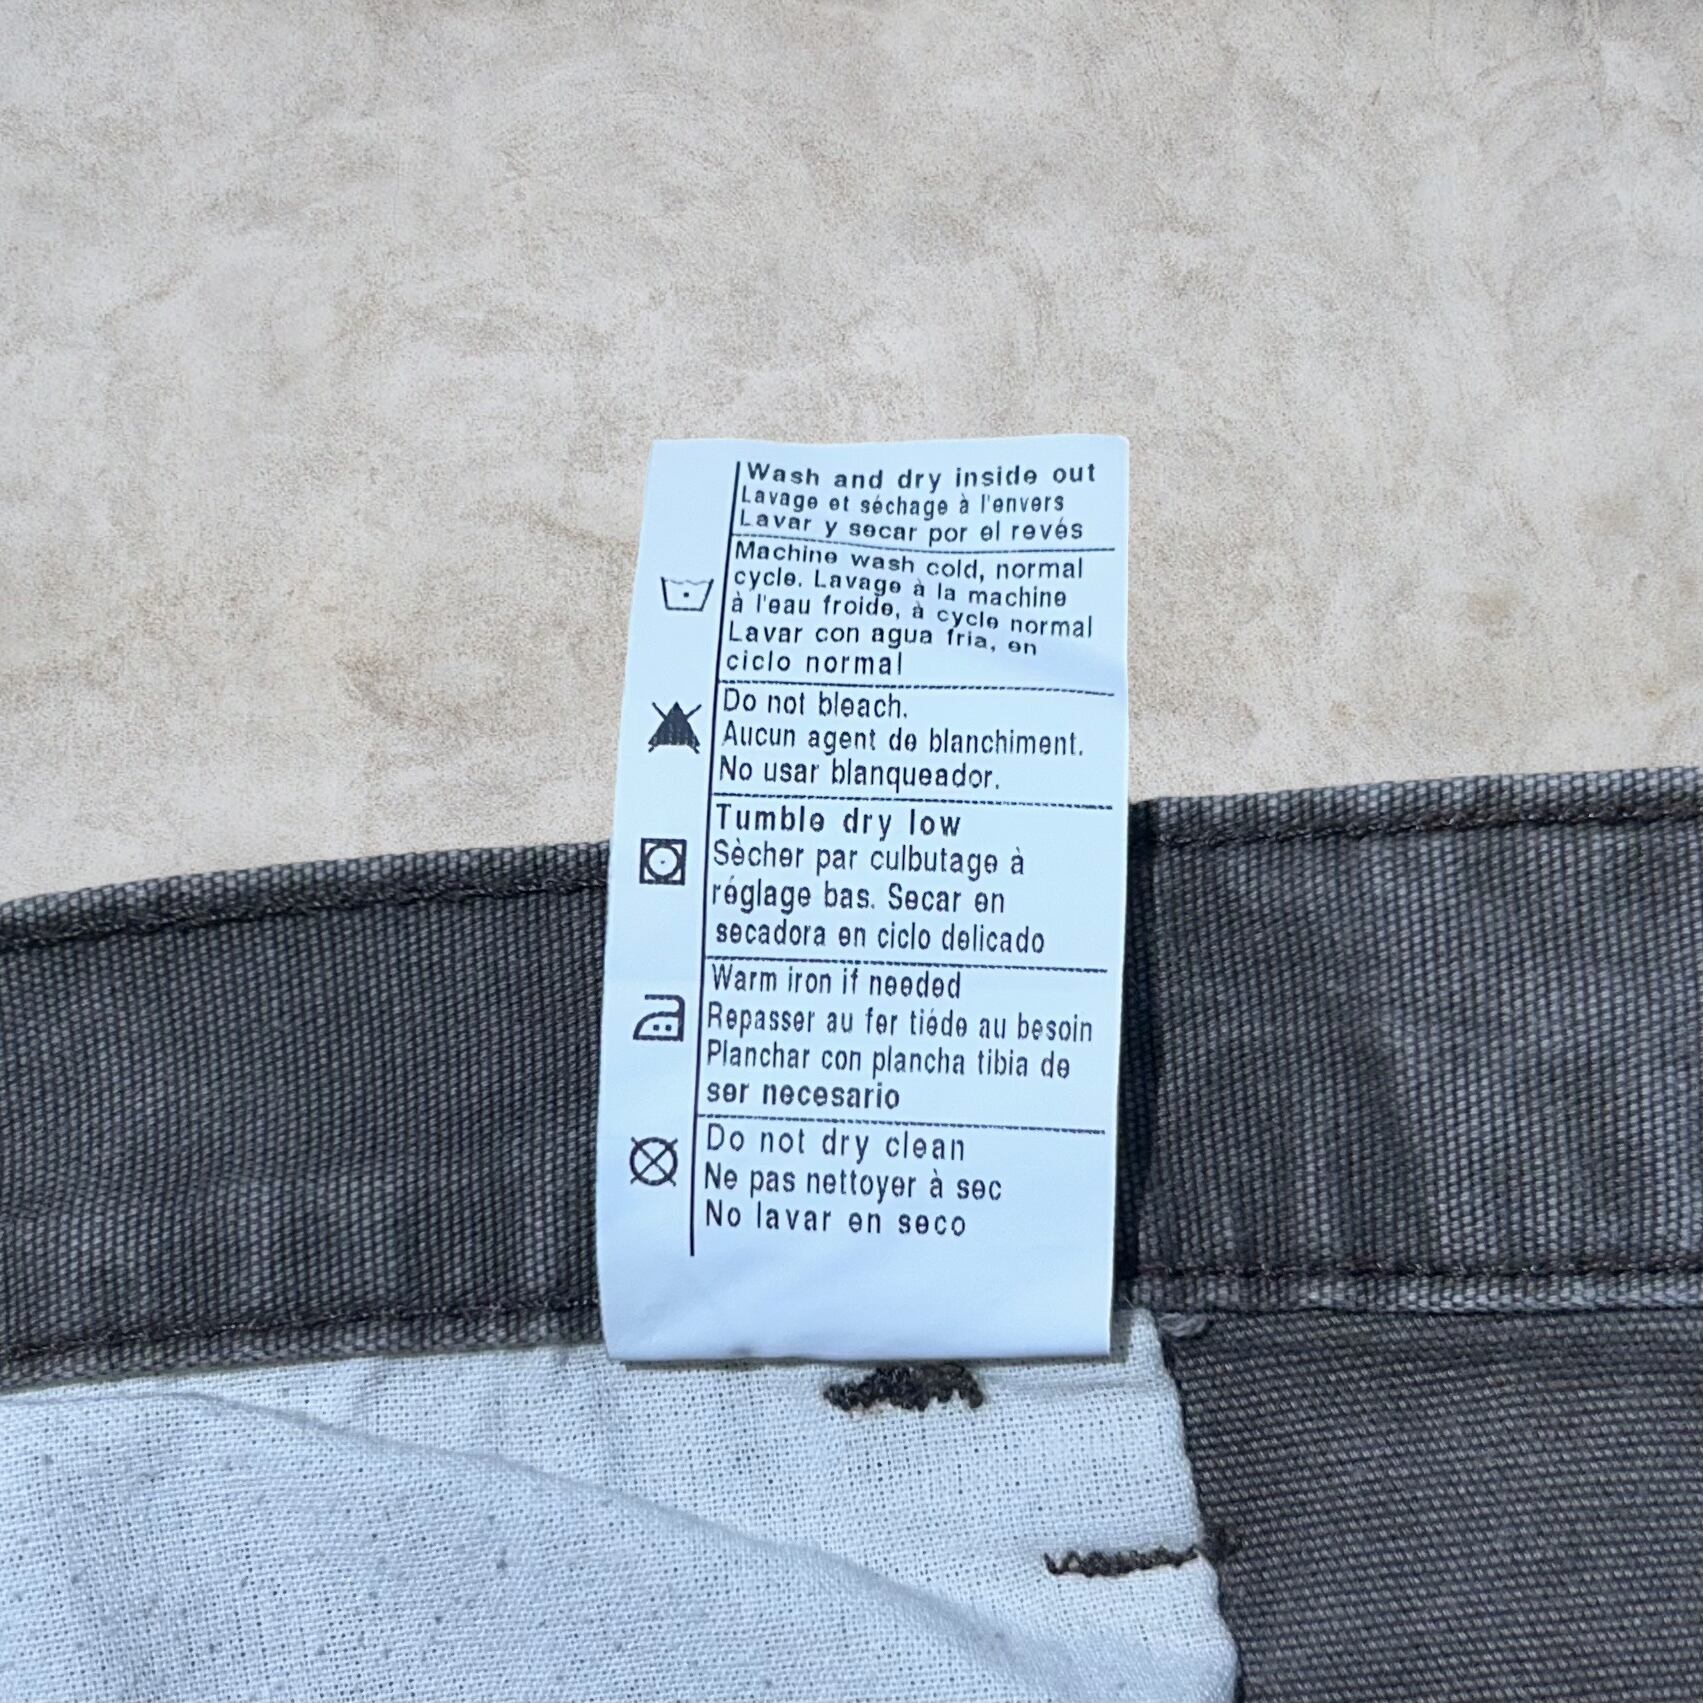 Wash and dry inside out
Lavage et séchage à l'envers
Lavar y secar por el revés
Machine wash cold, normal
cycle. Lavage à la machine
à l'eau froide, à cycle normal
Lavar con agua fria, en
ciclo normal
Do not bleach.
Aucun agent de blanchiment.
No usar blanqueador.
Tumble dry low
Sècher par culbutage à
réglage bas. Secar en
secadora en ciclo delicado
Warm iron if needed
Repasser au fer tiéde au besoin
Planchar con plancha tibia de
ser necesario
Do not dry clean
Ne pas nettoyer à sec
No lavar en seco